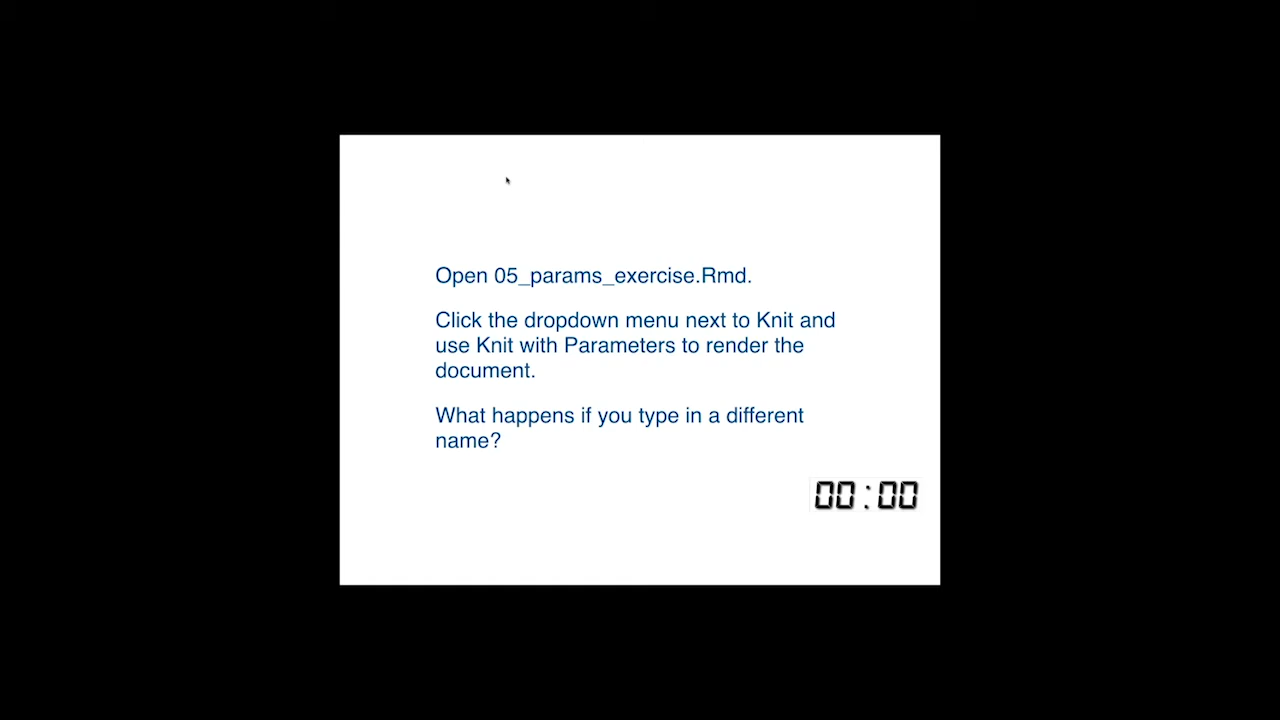 Open 05_params_exercise.Rmd.
Click the dropdown menu next to Knit and
use Knit with Parameters to render the
document.
What happens if you type in a different
name?
00:00